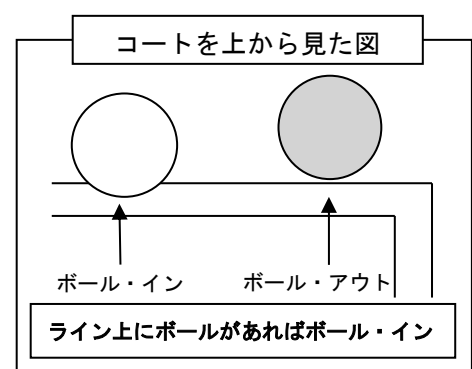 コートを上から見た図
ボール・イン
ボール・アウト
ライン上にボールがあればボール・イン